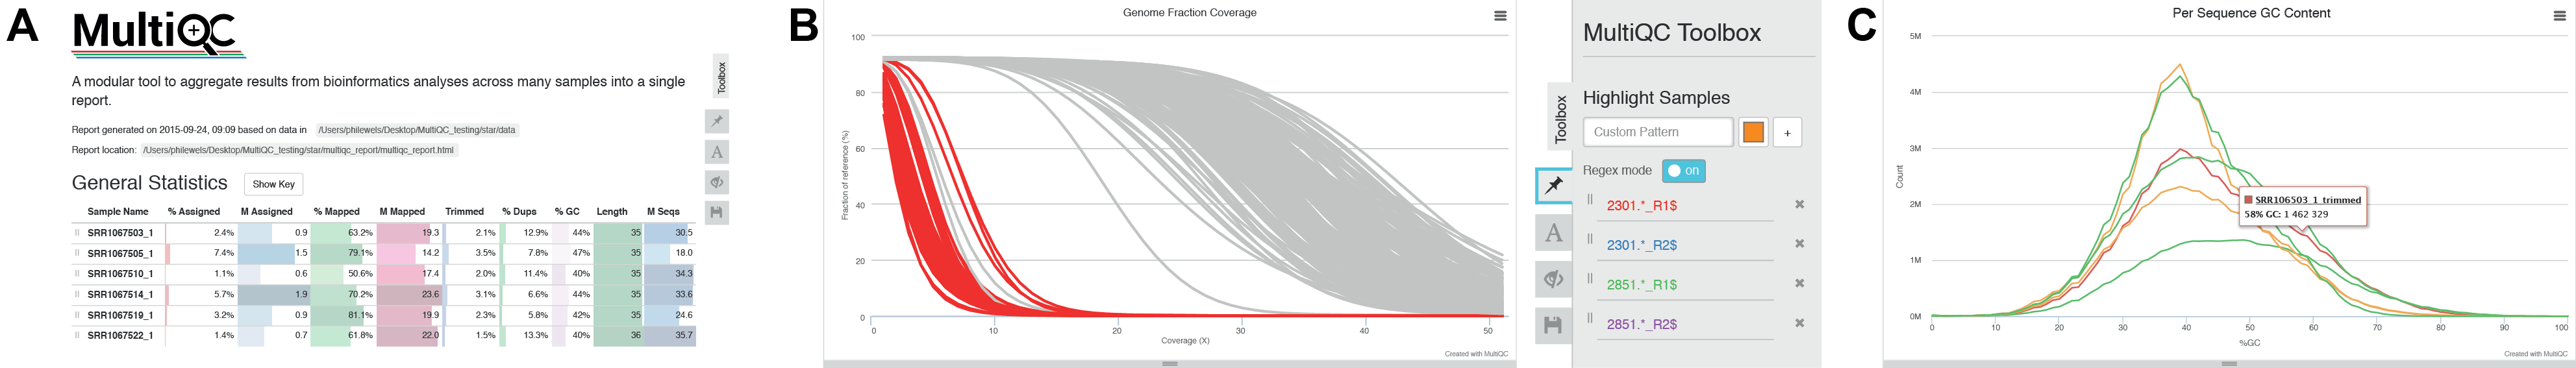 A
MultiQC
A modular tool to aggregate results from bioinformatics analyses across many samples into a single
report.
Report generated on 2015-09-24, 09:09 based on data in /Users/philewels/Desktop/MultiQC_testing/star/data
Report location: /Users/philewels/Desktop/MultiQC_testing/star/multiqc_report/multiqc_report.html
General Statistics Show Key
Sample Name % Assigned M Assigned % Mapped M Mapped Trimmed % Dups % GC Length M Seqs
SRR1067503_1 2.4% 0.9 63.2% 19.3 2.1% 12.9% 44% 35 30.5
SRR1067505_1 7.4% 1.5 79.1% 14.2 3.5% 7.8% 47% 35 18.0
SRR1067510_1 1.1% 0.6 50.6% 17.4 2.0% 11.4% 40% 35 34.3
SRR1067514_1 5.7% 1.9 70.2% 23.6 3.1% 6.6% 44% 35 33.6
SRR1067519_1 3.2% 0.9 81.1% 19.9 2.3% 5.8% 42% 35 24.6
SRR1067522_1 1.4% 0.7 61.8% 22.0 1.5% 13.3% 40% 36 35.7
Toolbox
A
B
Genome Fraction Coverage
Fraction of reference (%)
100
80
60
40
20
0
0 10 20 30 40 50
Coverage (X)
Created with MultiQC
Toolbox
A
MultiQC Toolbox
Highlight Samples
Custom Pattern +
Regex mode on
2301.*_R1$
2301.*_R2$
2851.*_R1$
2851.*_R2$
C
Per Sequence GC Content
Count
5M
4M
3M
2M
1M
0M
SRR106503_1_trimmed
58% GC: 1 462 329
0 10 20 30 40 50 60 70 80 90 100
%GC
Created with MultiQC